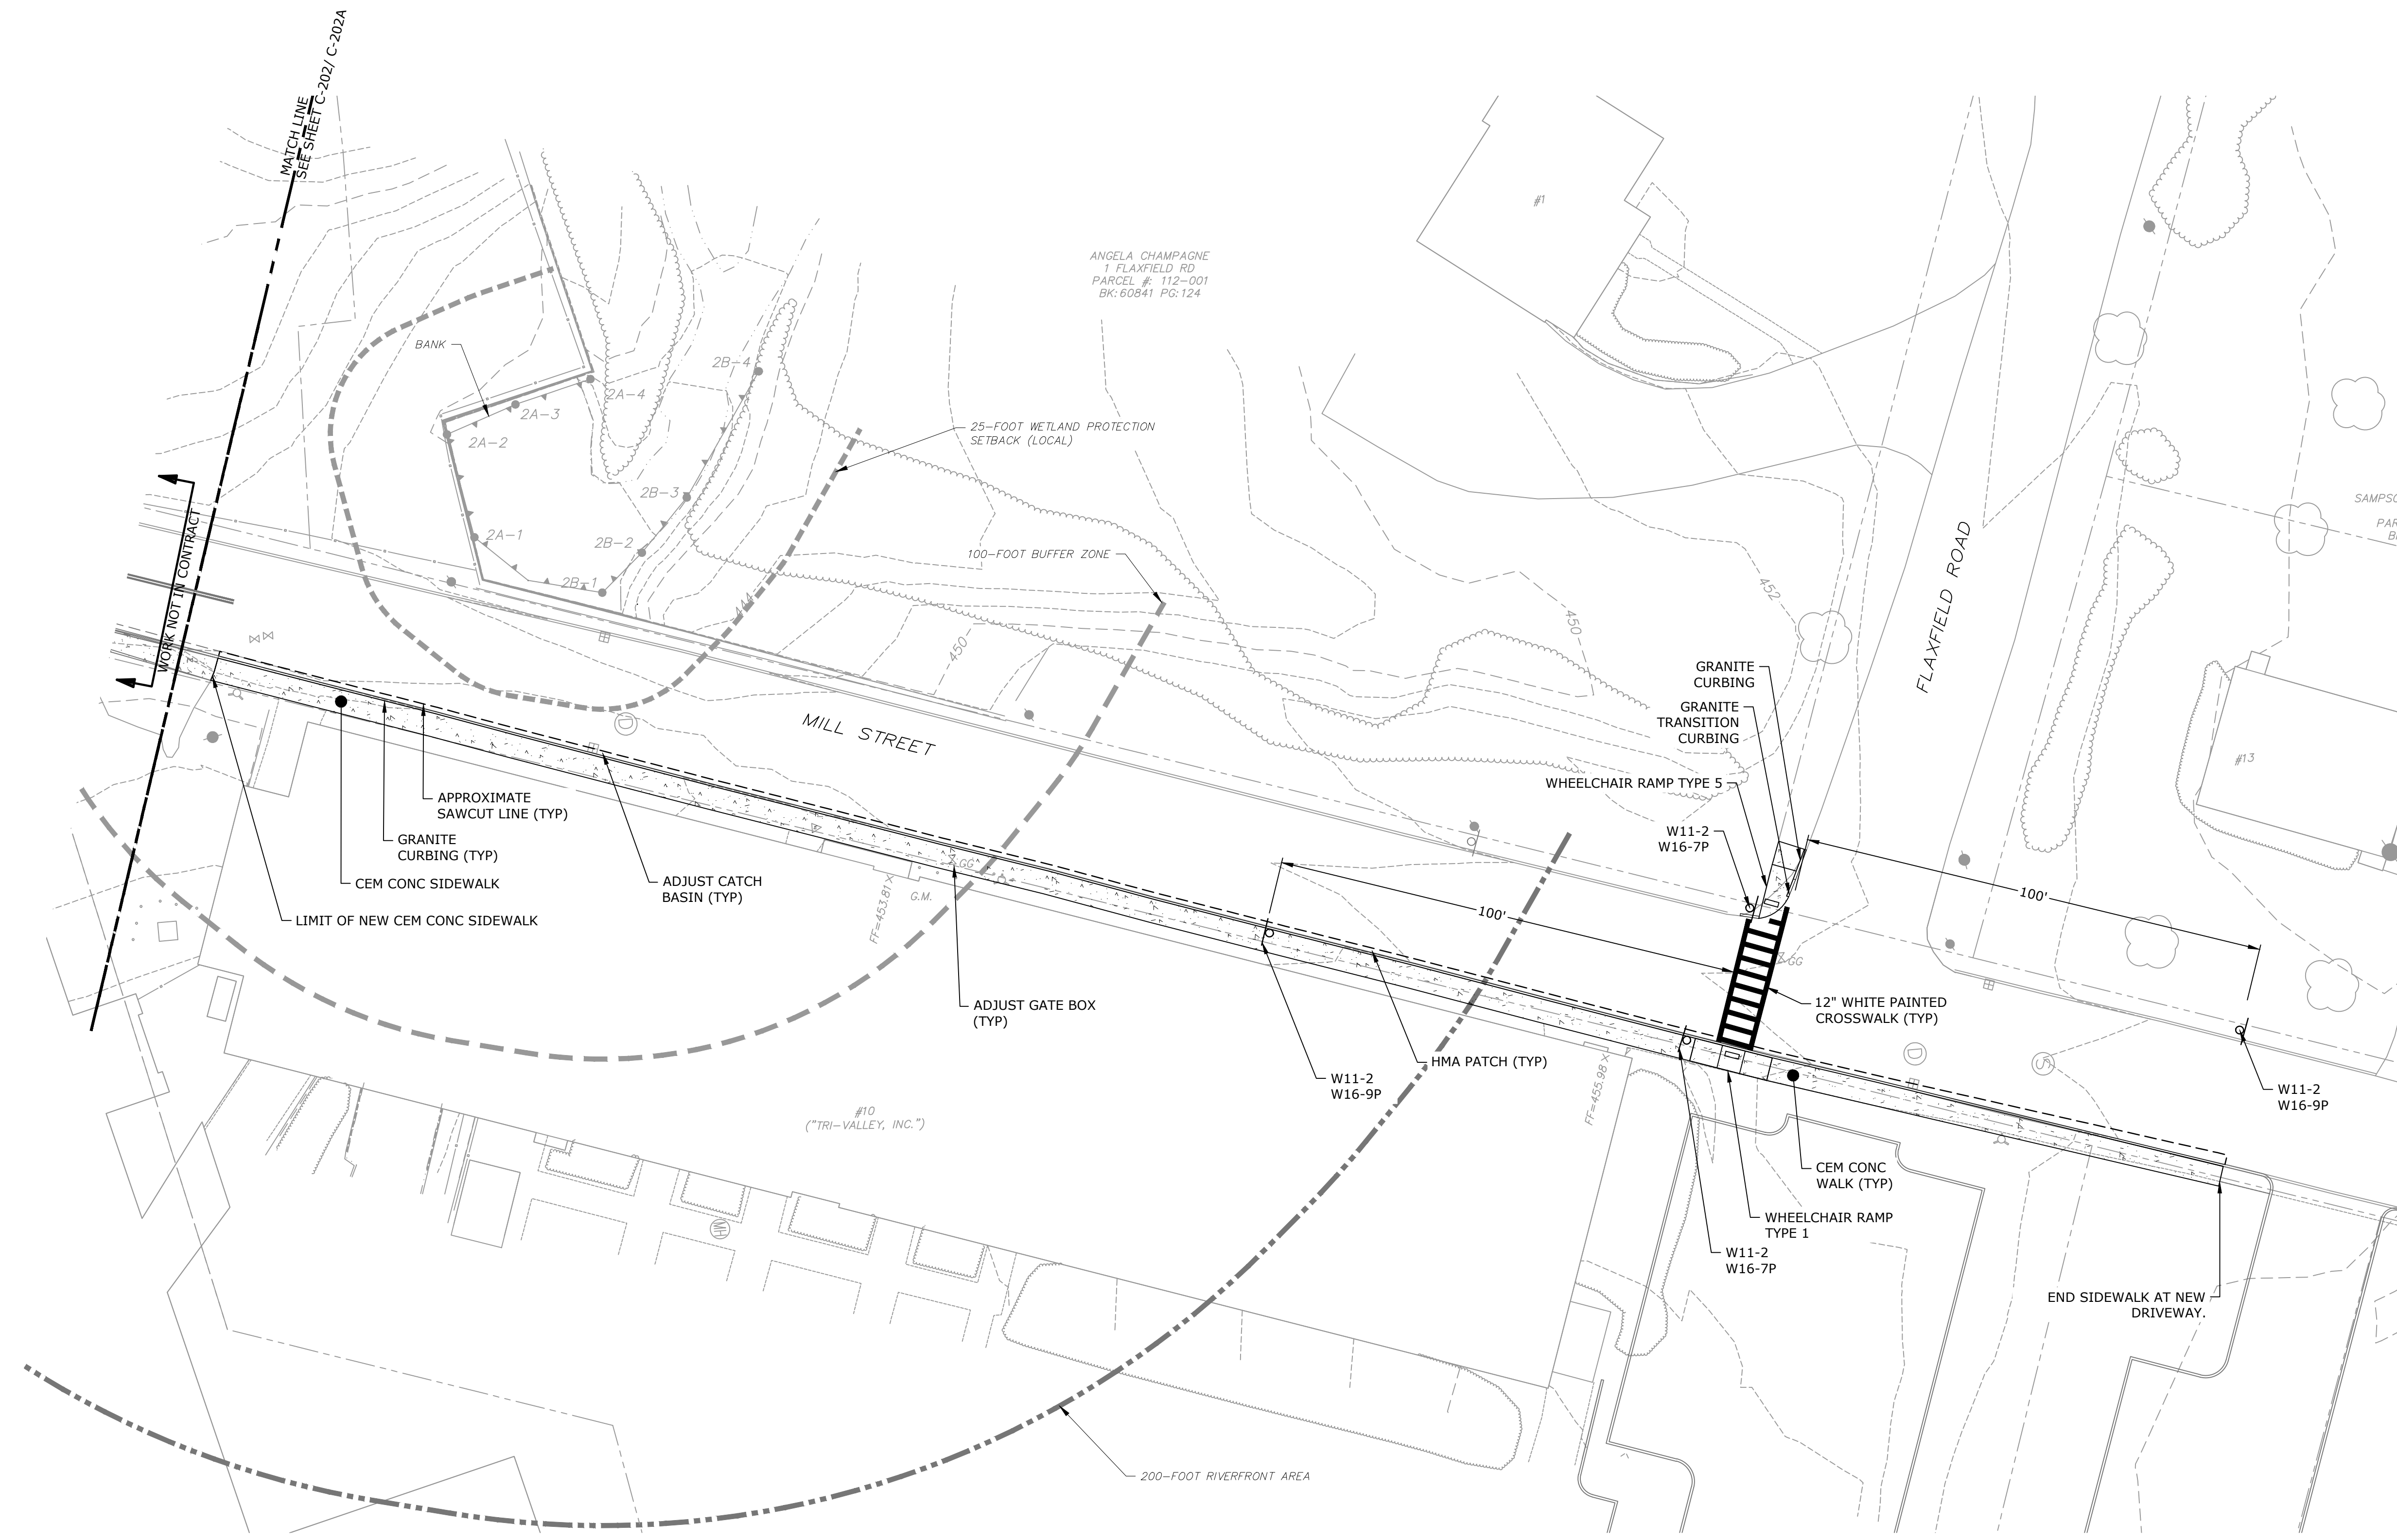 MATCH LINE
SEE SHEET C-202/ C-202A
WORK NOT IN CONTRACT
#1
ANGELA CHAMPAGNE
1 FLAXFIELD RD
PARCEL #: 112-001
BK:60841 PG:124
BANK
2A-4
2A-3
2A-2
2A-1
2B-4
2B-3
2B-2
2B-1
25-FOOT WETLAND PROTECTION
SETBACK (LOCAL)
100-FOOT BUFFER ZONE
444
450
450
452
FLAXFIELD ROAD
MILL STREET
D
#13
GRANITE
CURBING
GRANITE
TRANSITION
CURBING
WHEELCHAIR RAMP TYPE 5
W11-2
W16-7P
100'
100'
APPROXIMATE
SAWCUT LINE (TYP)
GRANITE
CURBING (TYP)
CEM CONC SIDEWALK
LIMIT OF NEW CEM CONC SIDEWALK
ADJUST CATCH
BASIN (TYP)
GG
G.M.
FF=453.81
ADJUST GATE BOX
(TYP)
GG
12" WHITE PAINTED
CROSSWALK (TYP)
HMA PATCH (TYP)
W11-2
W16-9P
FF=455.98
D
S
W11-2
W16-9P
#10
("TRI-VALLEY, INC.")
MH
CEM CONC
WALK (TYP)
WHEELCHAIR RAMP
TYPE 1
W11-2
W16-7P
END SIDEWALK AT NEW
DRIVEWAY.
200-FOOT RIVERFRONT AREA